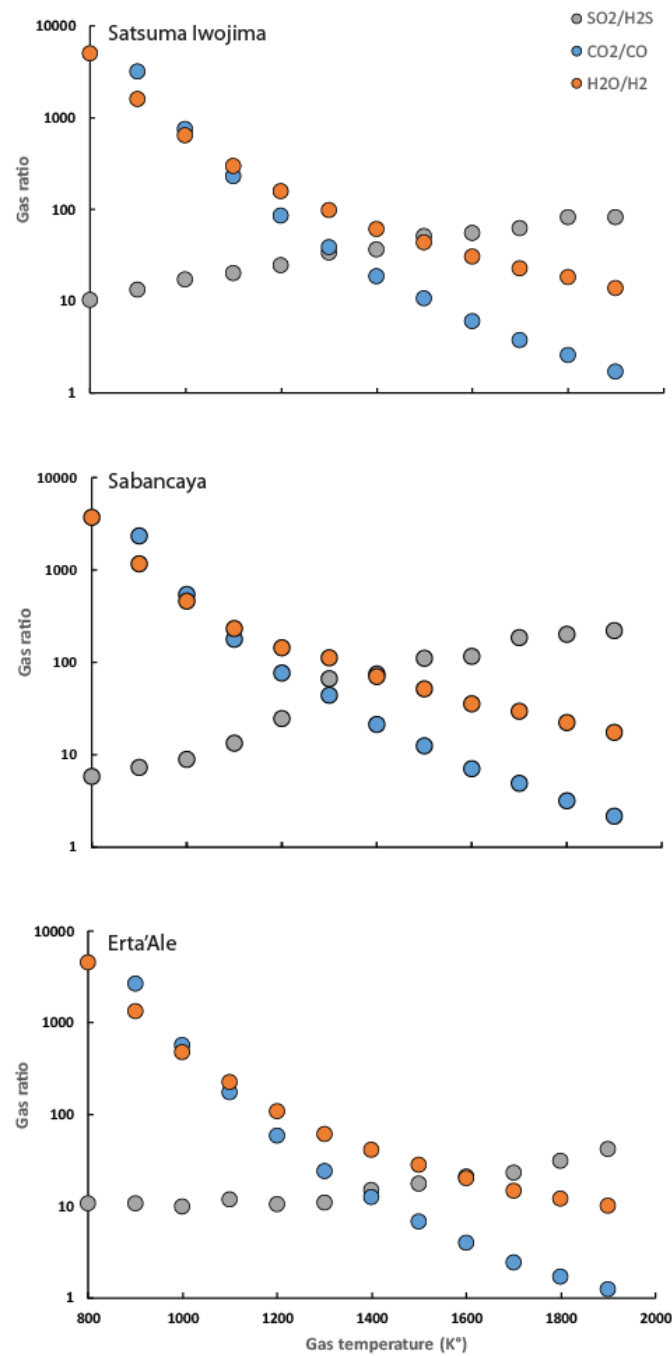 Satsuma Iwojima
SO2/H2S
CO2/CO
H2O/H2
10000
1000
100
10
1
Gas ratio
Sabancaya
10000
1000
100
10
1
Gas ratio
Erta'Ale
10000
1000
100
10
1
Gas ratio
800 1000 1200 1400 1600 1800 2000
Gas temperature (K°)